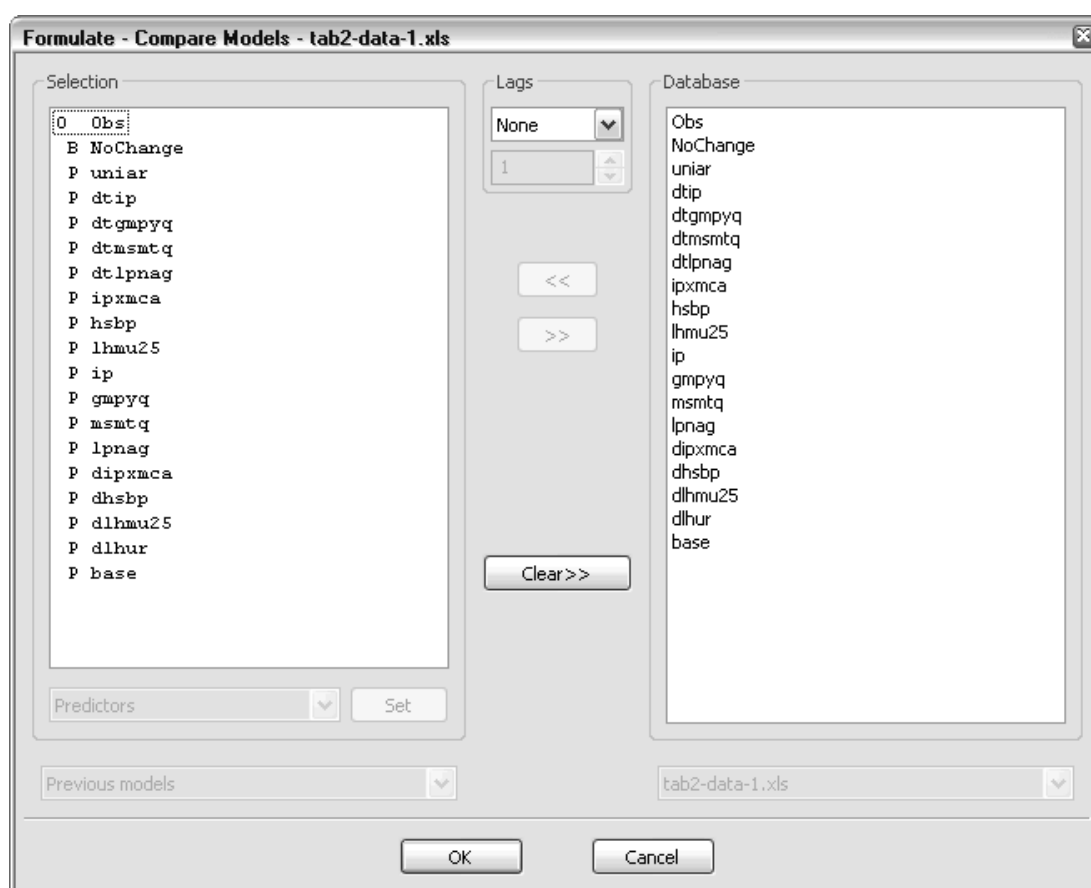 Formulate - Compare Models - tab2-data-1.xls
Selection
O Obs
B NoChange
P uniar
P dtip
P dtgmpyq
P dtmsmtq
P dtlpnag
P ipxmca
P hsbp
P lhmu25
P ip
P gmpyq
P msmtq
P lpnag
P dipxmca
P dhsbp
P dlhmu25
P dlhur
P base
Predictors
Set
Previous models
Lags
None
1
<<
>>
Clear>>
Database
Obs
NoChange
uniar
dtip
dtgmpyq
dtmsmtq
dtlpnag
ipxmca
hsbp
lhmu25
ip
gmpyq
msmtq
lpnag
dipxmca
dhsbp
dlhmu25
dlhur
base
tab2-data-1.xls
OK
Cancel